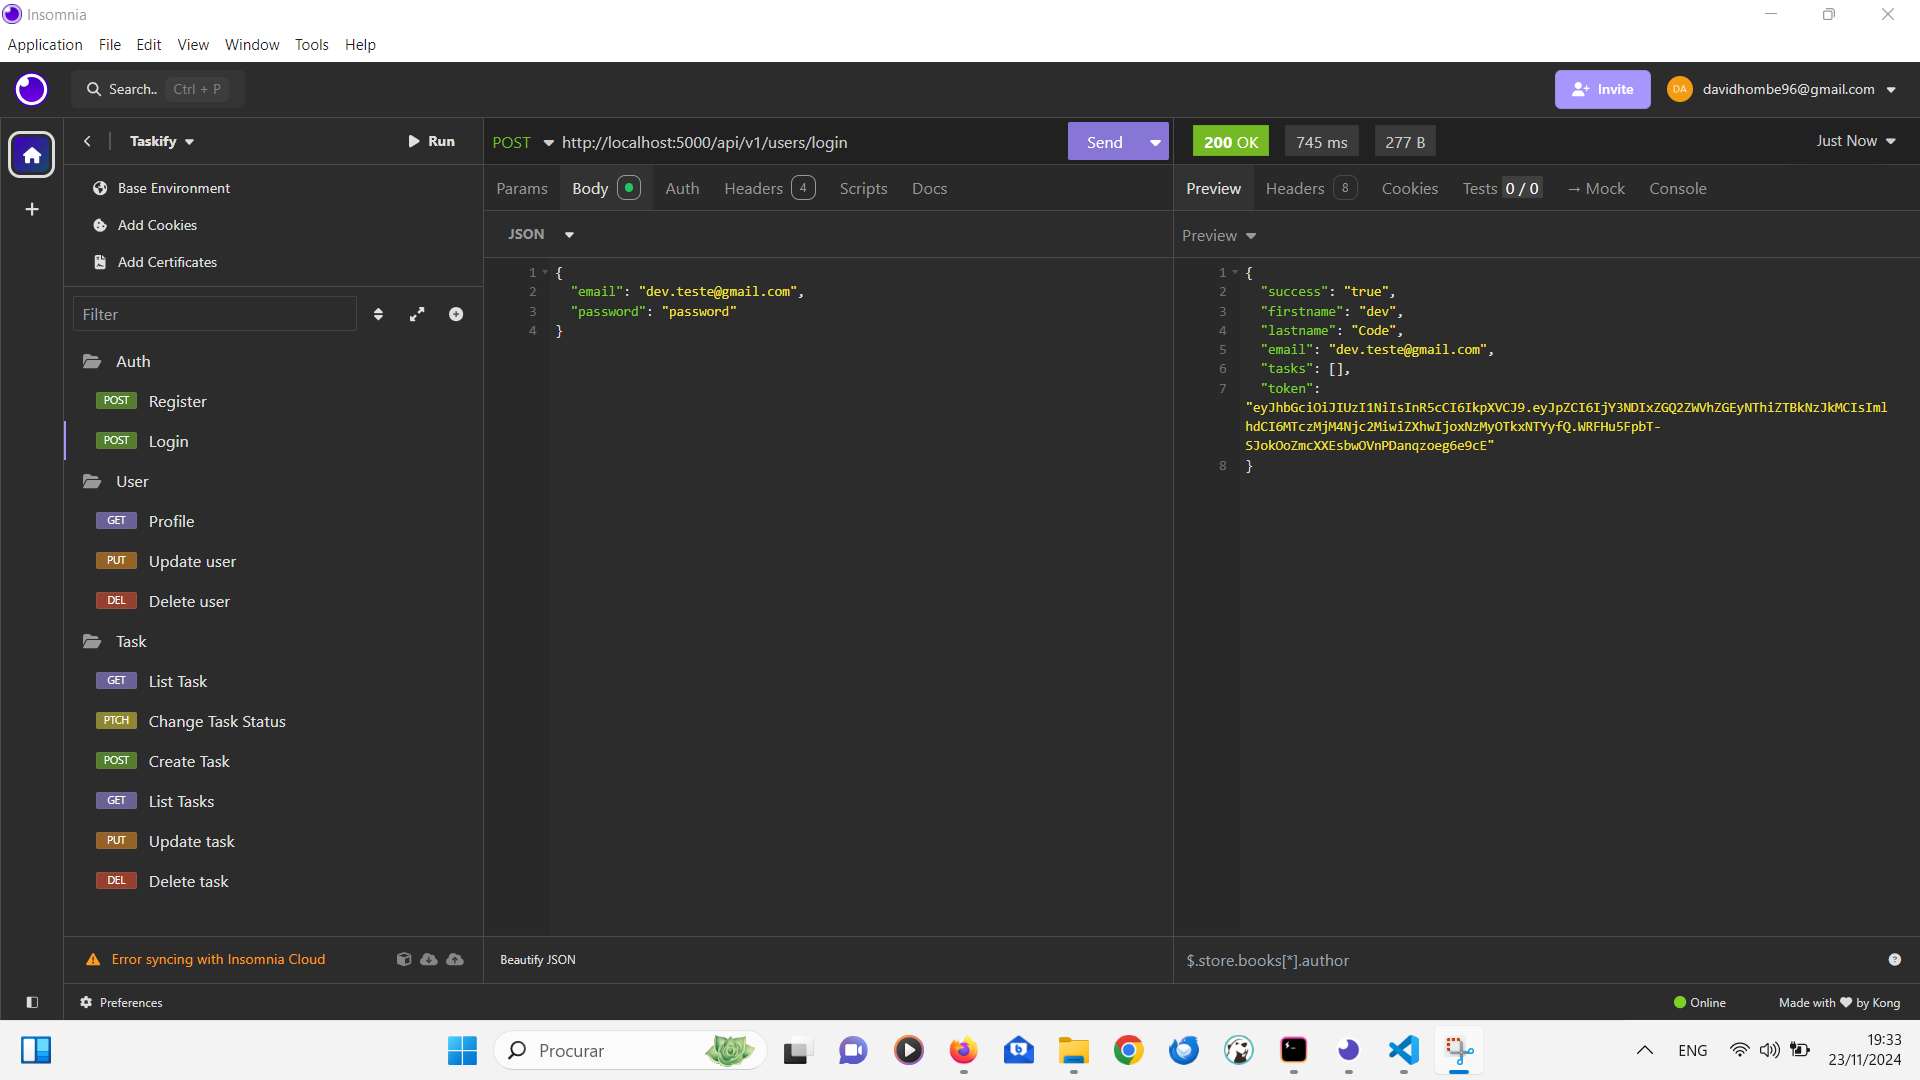 Insomnia
Application File Edit View Window Tools Help
Search.. Ctrl + P
Invite
DA davidhombe96@gmail.com
Taskify
Run
Base Environment
Add Cookies
Add Certificates
Filter
Auth
POST Register
POST Login
User
GET Profile
PUT Update user
DEL Delete user
Task
GET List Task
PTCH Change Task Status
POST Create Task
GET List Tasks
PUT Update task
DEL Delete task
Error syncing with Insomnia Cloud
Preferences
POST http://localhost:5000/api/v1/users/login Send
Params Body Auth Headers 4 Scripts Docs
JSON
1 {
2 "email": "dev.teste@gmail.com",
3 "password": "password"
4 }
Beautify JSON
200 OK 745 ms 277 B Just Now
Preview Headers 8 Cookies Tests 0 / 0 → Mock Console
Preview
1 {
2 "success": "true",
3 "firstname": "dev",
4 "lastname": "Code",
5 "email": "dev.teste@gmail.com",
6 "tasks": [],
7 "token":
"eyJhbGciOiJIUzI1NiIsInR5cCI6IkpXVCJ9.eyJpZCI6IjY3NDIxZGQ2ZWVhZGEyNThiZTBkNzJkMCIsIml
hdCI6MTczMjM4Njc2MiwiZXhwIjoxNzMyOTkxNTYyfQ.WRFHu5FpbT-
SJokOoZmcXXEsbwOVnPDanqzoeg6e9cE"
8 }
$.store.books[*].author
Online Made with ❤ by Kong
Procurar
ENG
19:33
23/11/2024